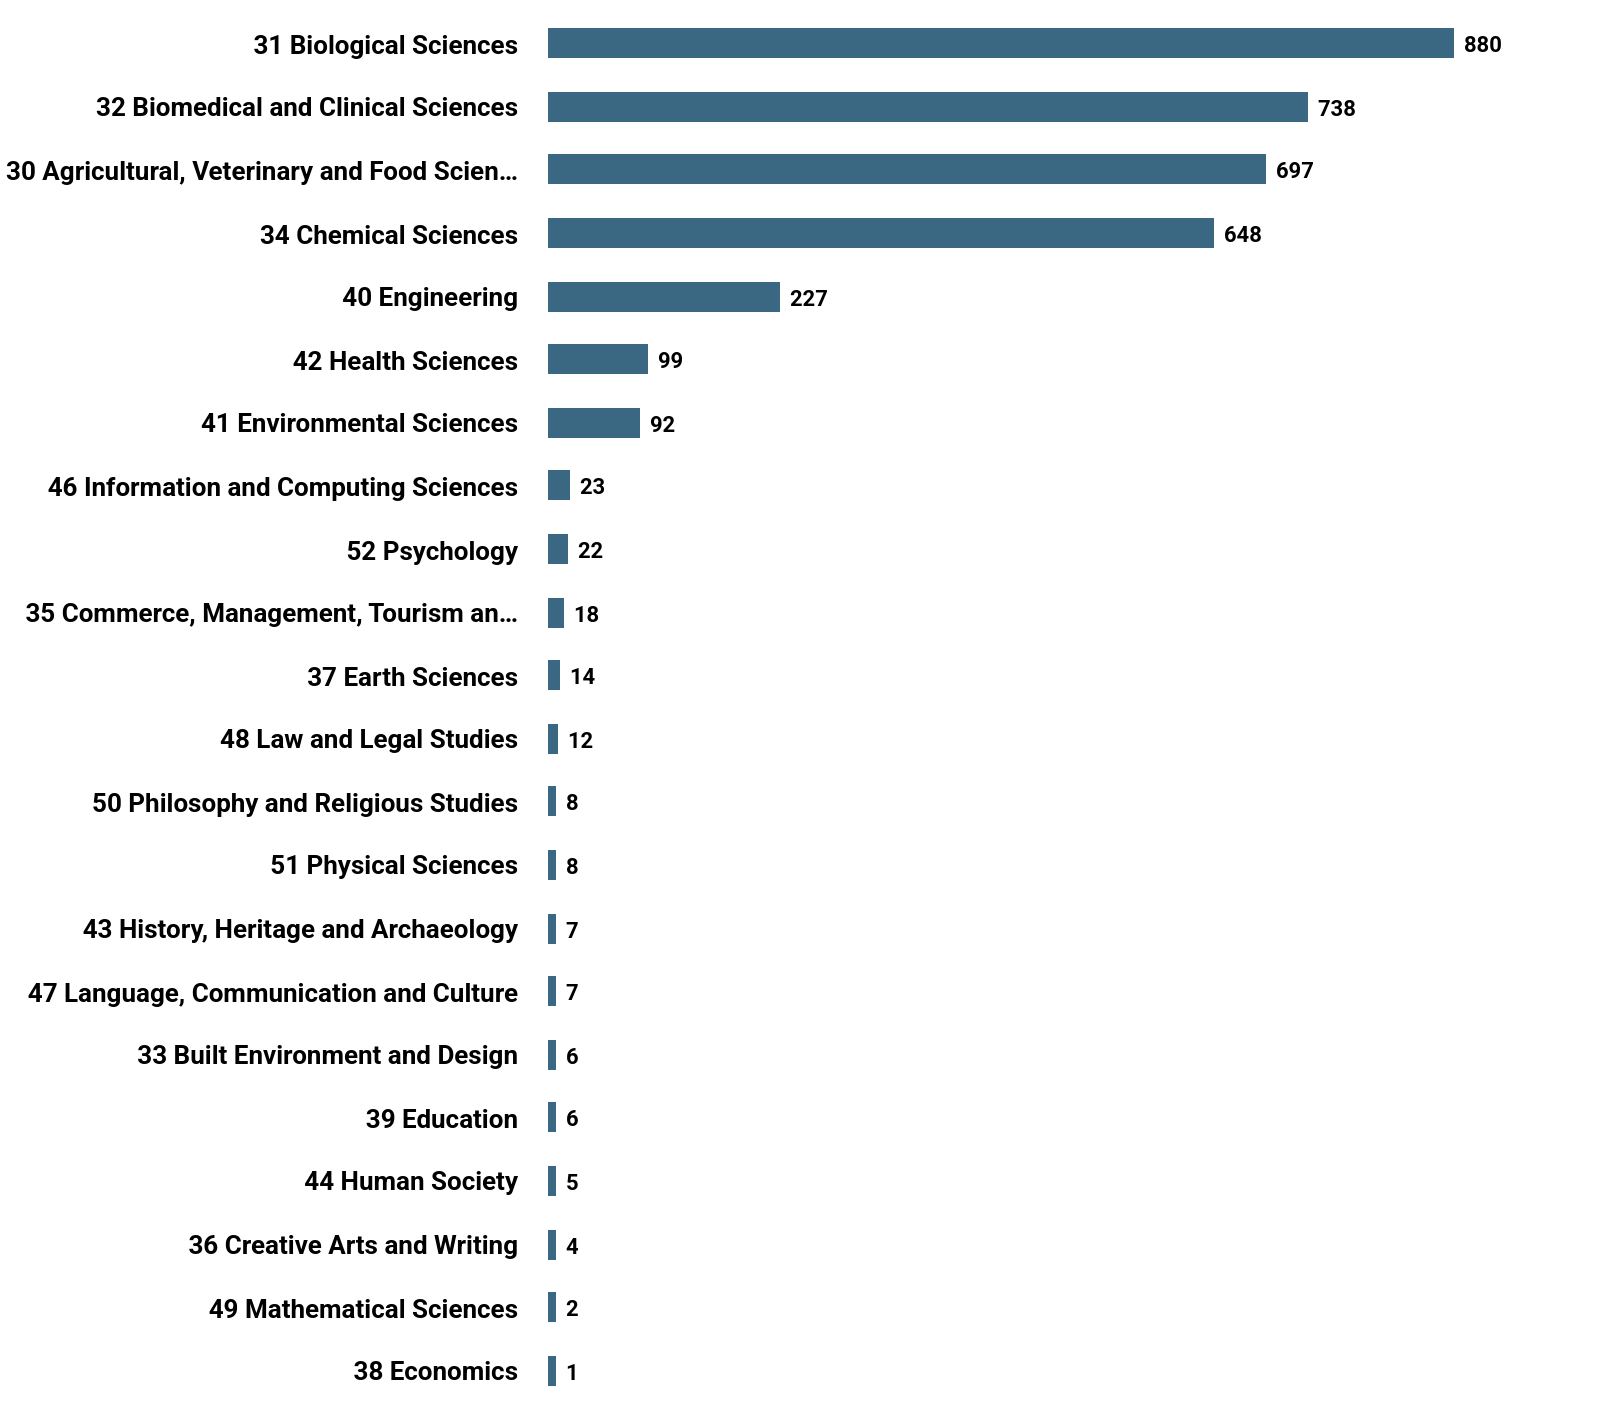 31 Biological Sciences 880
32 Biomedical and Clinical Sciences 738
30 Agricultural, Veterinary and Food Scien... 697
34 Chemical Sciences 648
40 Engineering 227
42 Health Sciences 99
41 Environmental Sciences 92
46 Information and Computing Sciences 23
52 Psychology 22
35 Commerce, Management, Tourism an... 18
37 Earth Sciences 14
48 Law and Legal Studies 12
50 Philosophy and Religious Studies 8
51 Physical Sciences 8
43 History, Heritage and Archaeology 7
47 Language, Communication and Culture 7
33 Built Environment and Design 6
39 Education 6
44 Human Society 5
36 Creative Arts and Writing 4
49 Mathematical Sciences 2
38 Economics 1